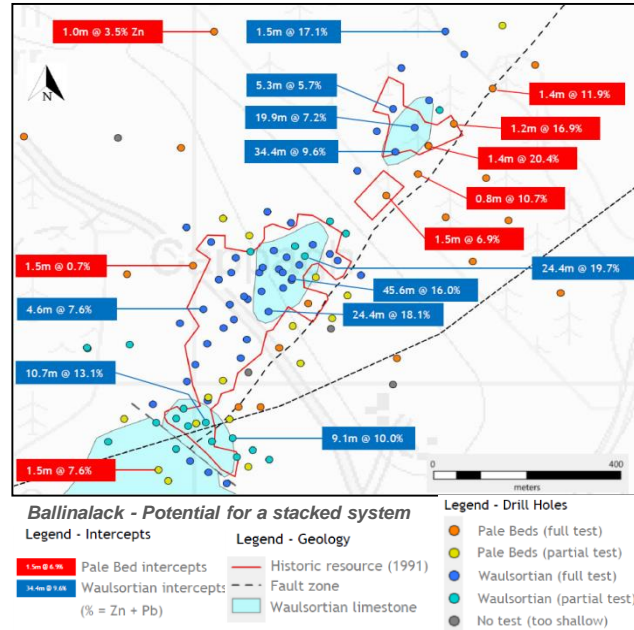 1.0m @ 3.5% Zn
1.5m @ 17.1%
5.3m @ 5.7%
1.4m @ 11.9%
N
19.9m @ 7.2%
1.2m @ 16.9%
34.4m @ 9.6%
1.4m @ 20.4%
0.8m @ 10.7%
1.5m @ 6.9%
1.5m @ 0.7%
24.4m @ 19.7%
45.6m @ 16.0%
4.6m @ 7.6%
24.4m @ 18.1%
10.7m @ 13.1%
9.1m @ 10.0%
1.5m @ 7.6%
0 400
meters
Ballinalack - Potential for a stacked system
Legend - Intercepts
1.5m @ 6.9% Pale Bed intercepts
34.4m @ 9.6% Waulsortian intercepts
(% = Zn + Pb)
Legend - Geology
Historic resource (1991)
Fault zone
Waulsortian limestone
Legend - Drill Holes
Pale Beds (full test)
Pale Beds (partial test)
Waulsortian (full test)
Waulsortian (partial test)
No test (too shallow)